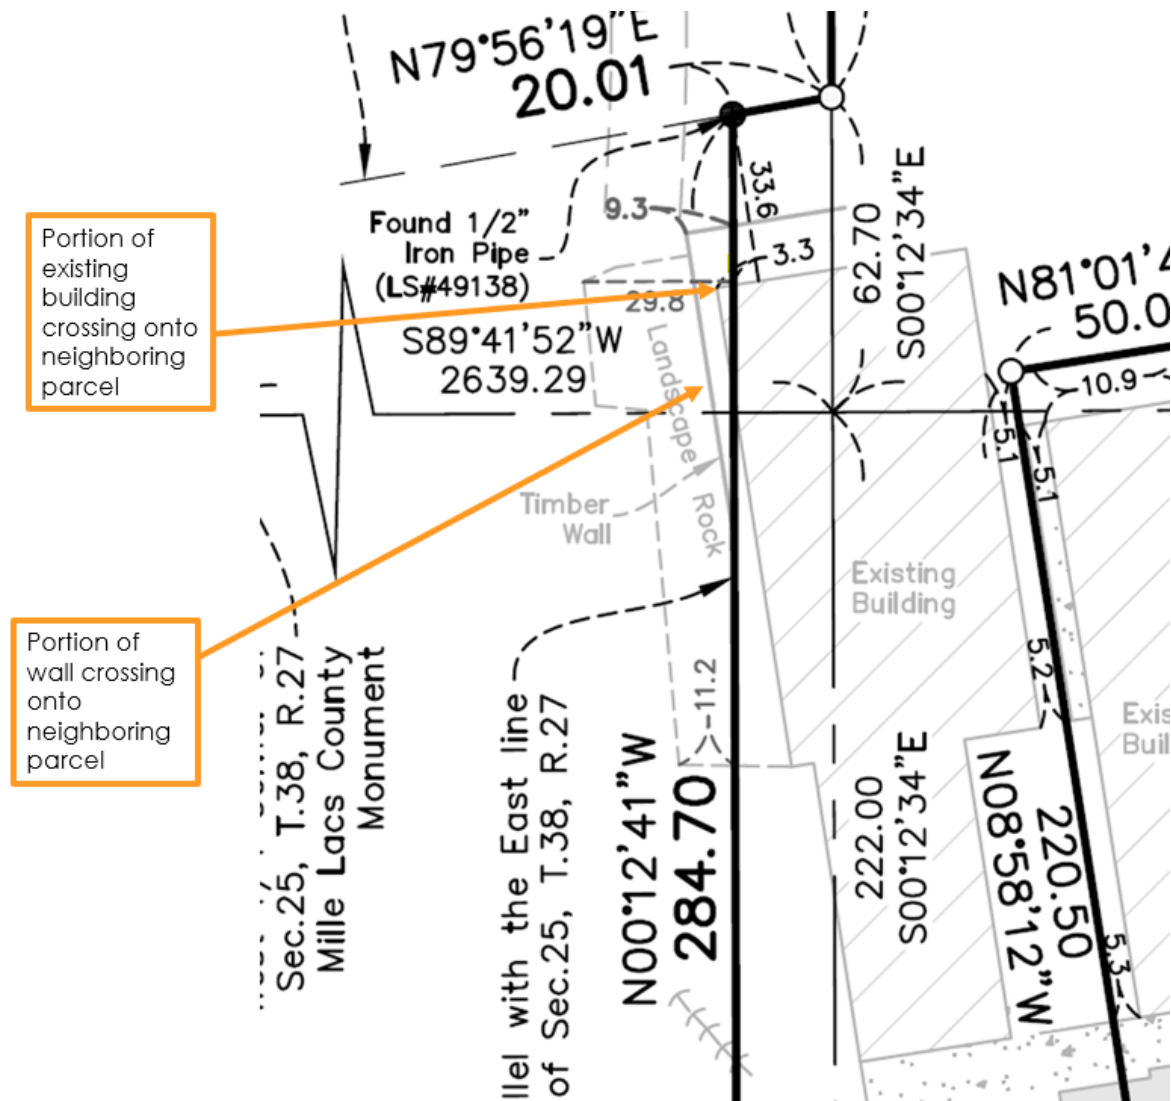 N79°56'19"E
20.01
33.6
S00°12'34"E
62.70
Portion of
existing
building
crossing onto
neighboring
parcel
Found 1/2"
Iron Pipe
(LS#49138)
9.3
3.3
29.8
N81°01'4
50.0
S89°41'52"W
2639.29
10.9
5.1
5.1
Landscape
Rock
Timber
Wall
Existing
Building
Portion of
wall crossing
onto
neighboring
parcel
Sec.25, T.38, R.27
Mille Lacs County
Monument
llel with the East line
of Sec.25, T.38, R.27
11.2
N00°12'41"W
284.70
222.00
S00°12'34"E
5.2
Exis
Buil
N08°58'12"W
220.50
5.3